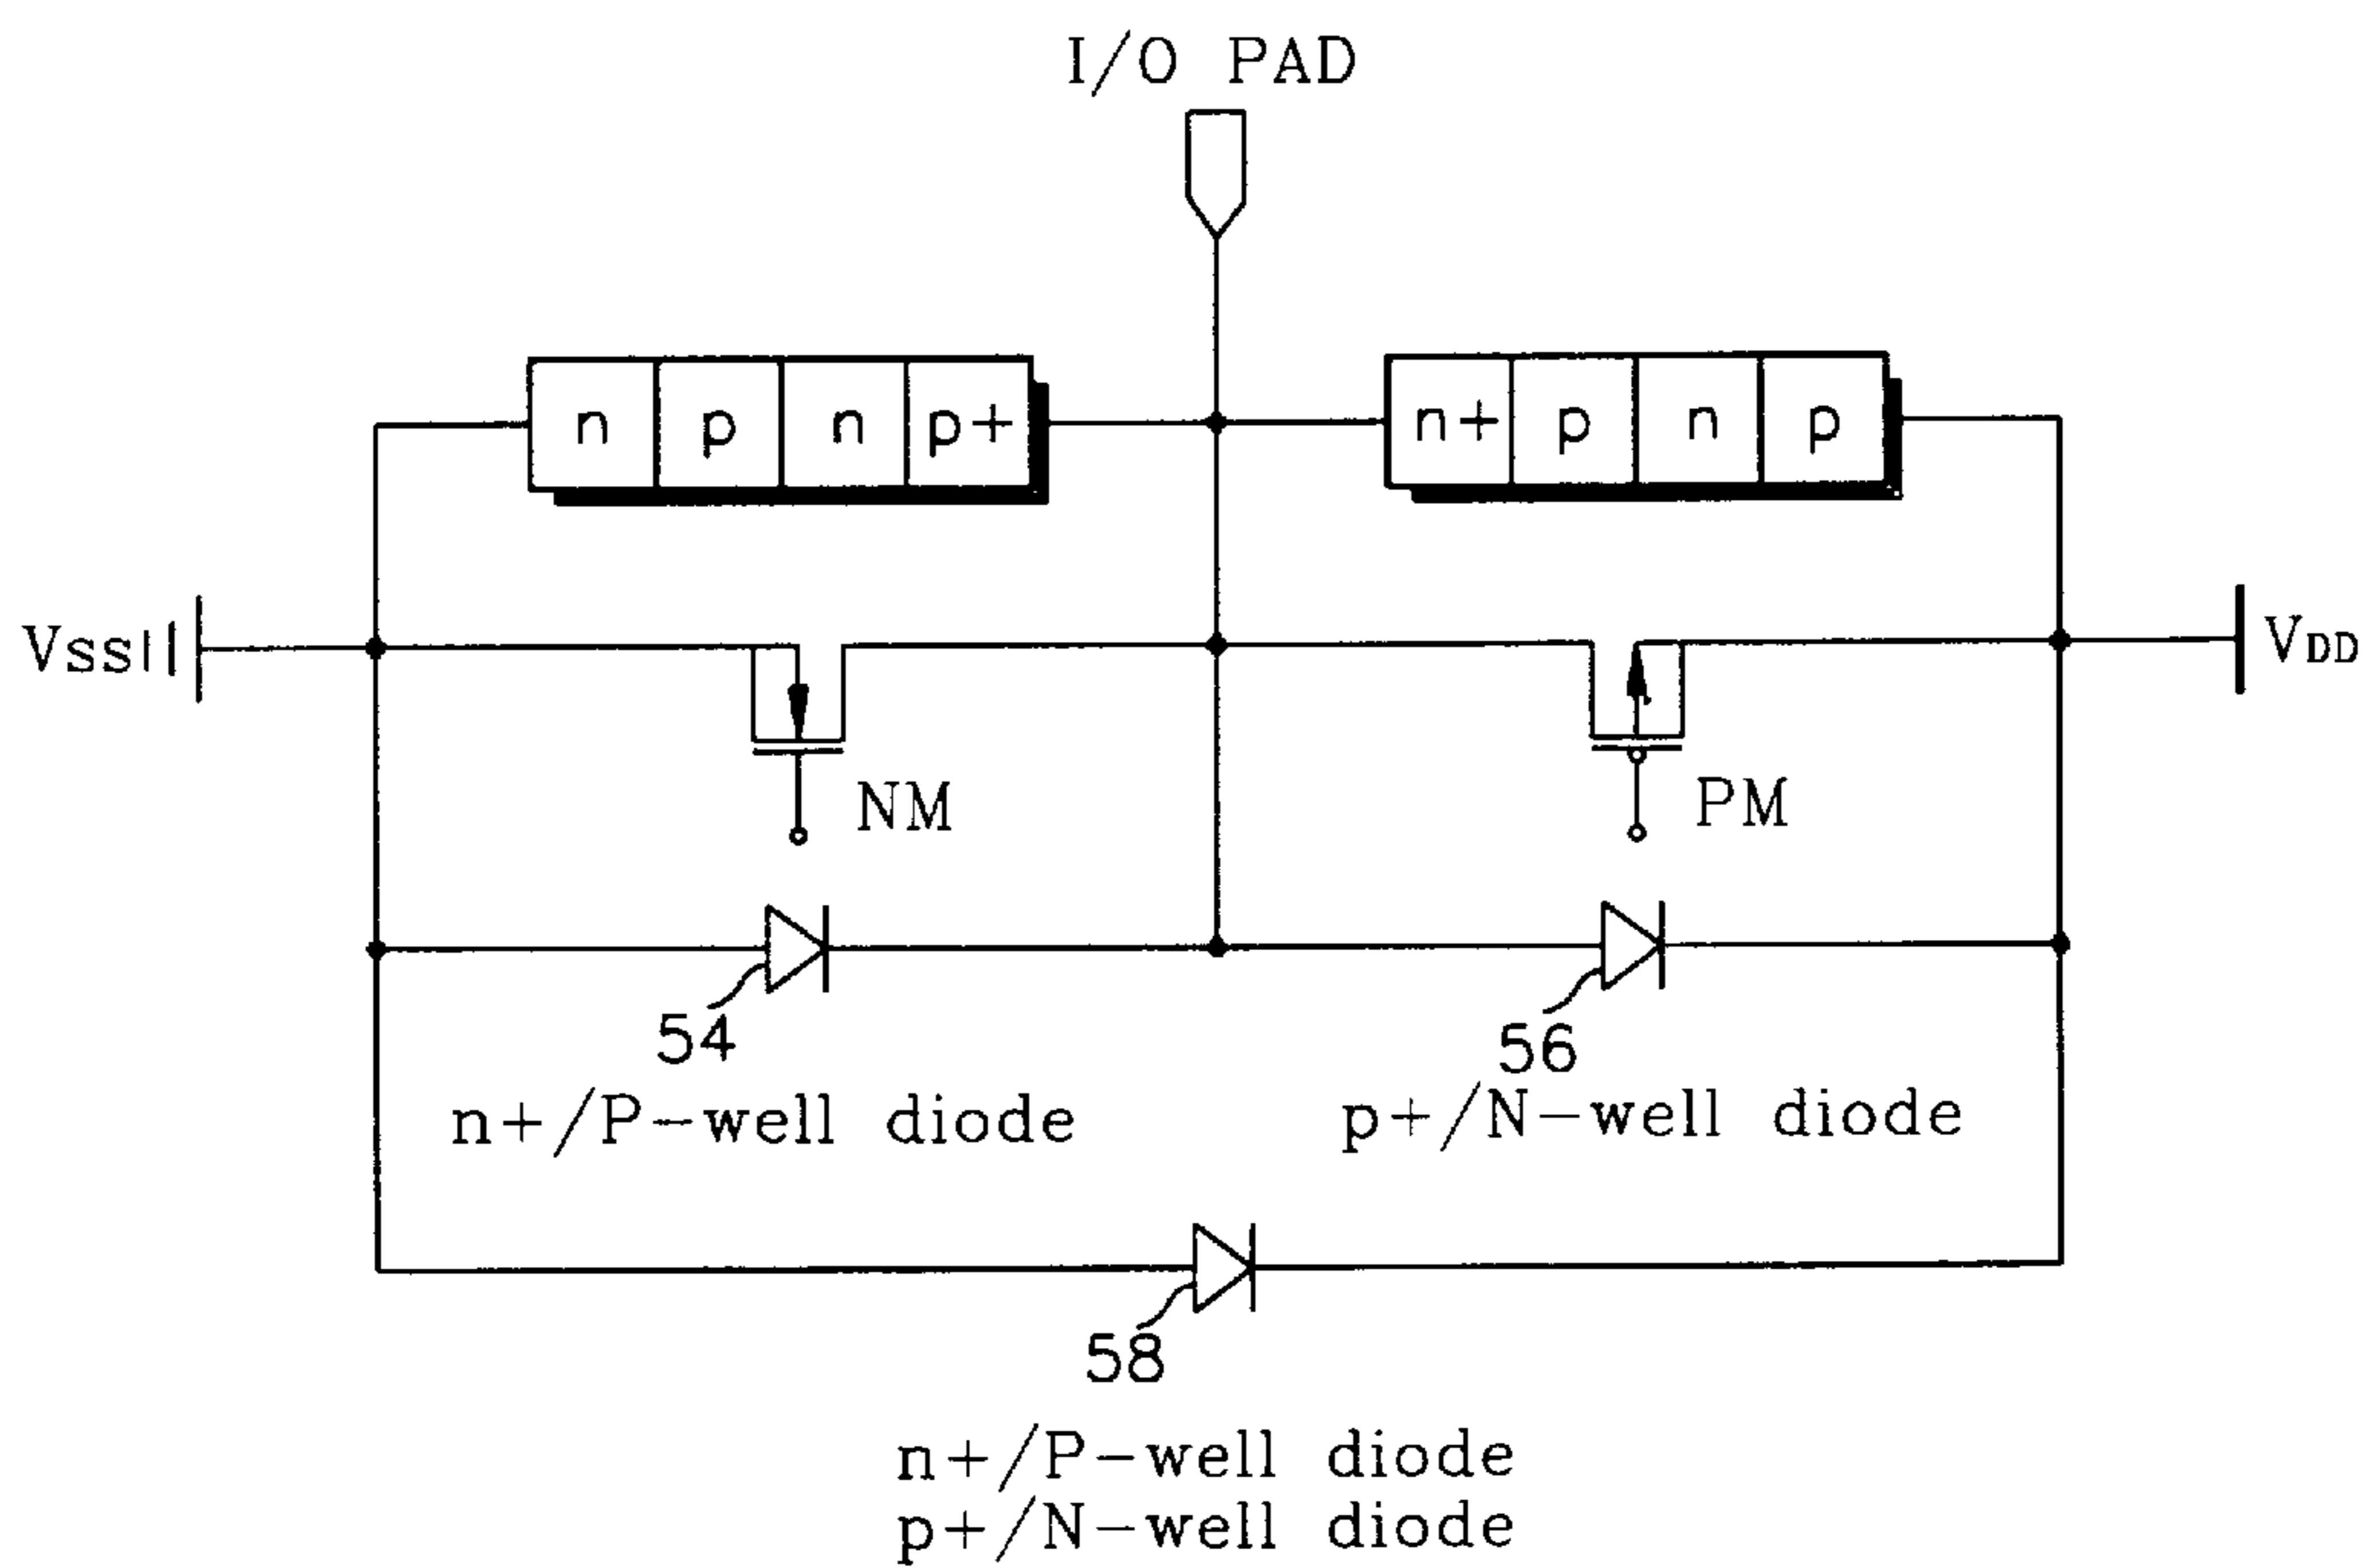 I/O PAD
n p n p+
n+ p n p
Vss
VDD
NM
PM
54
56
n+/P-well diode
p+/N-well diode
58
n+/P-well diode
p+/N-well diode